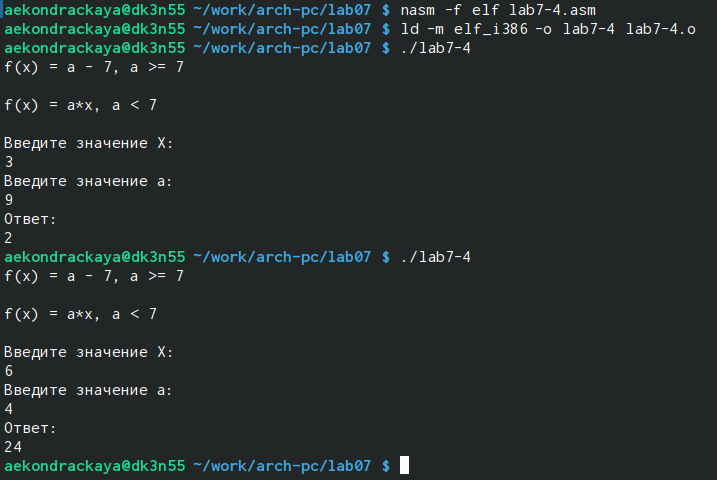 aekondrackaya@dk3n55 ~/work/arch-pc/lab07 $ nasm -f elf lab7-4.asm
aekondrackaya@dk3n55 ~/work/arch-pc/lab07 $ ld -m elf_i386 -o lab7-4 lab7-4.o
aekondrackaya@dk3n55 ~/work/arch-pc/lab07 $ ./lab7-4
f(x) = a - 7, a >= 7
f(x) = a*x, a < 7
Введите значение X:
3
Введите значение a:
9
Ответ:
2
aekondrackaya@dk3n55 ~/work/arch-pc/lab07 $ ./lab7-4
f(x) = a - 7, a >= 7
f(x) = a*x, a < 7
Введите значение X:
6
Введите значение a:
4
Ответ:
24
aekondrackaya@dk3n55 ~/work/arch-pc/lab07 $